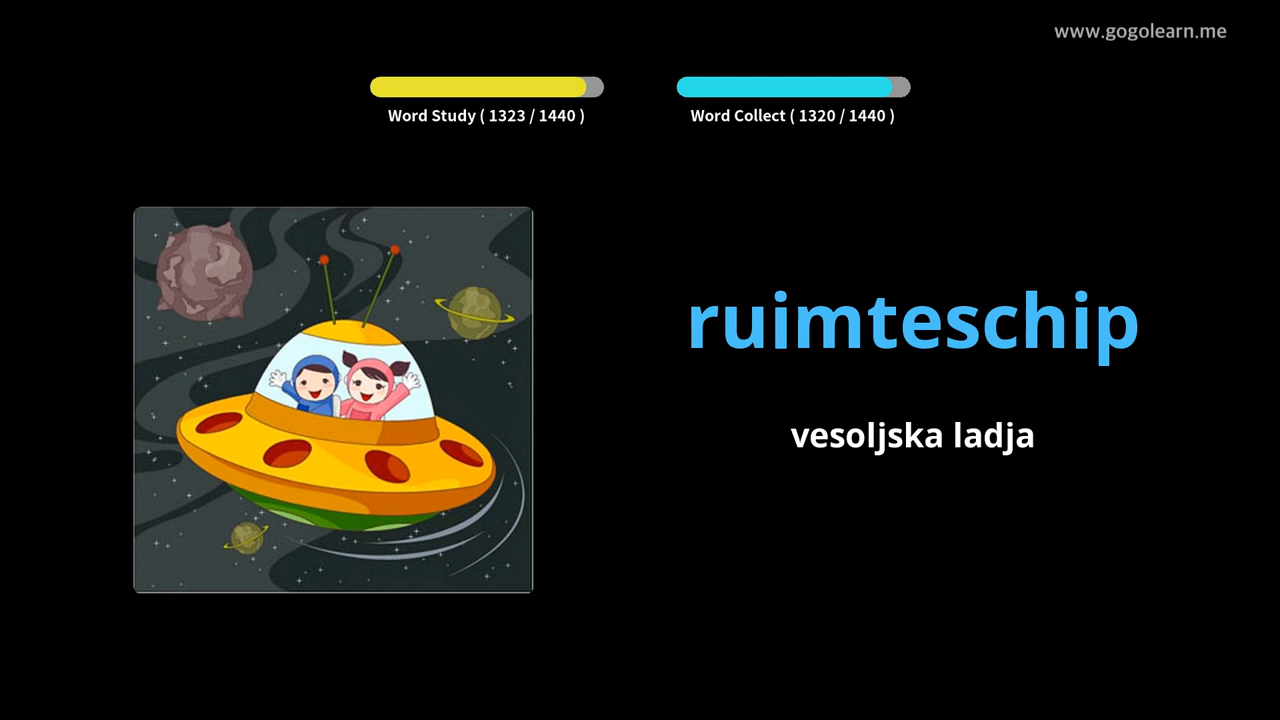 www.gogolearn.me
Word Study ( 1323 / 1440 )
Word Collect ( 1320 / 1440 )
ruimteschip
vesoljska ladja